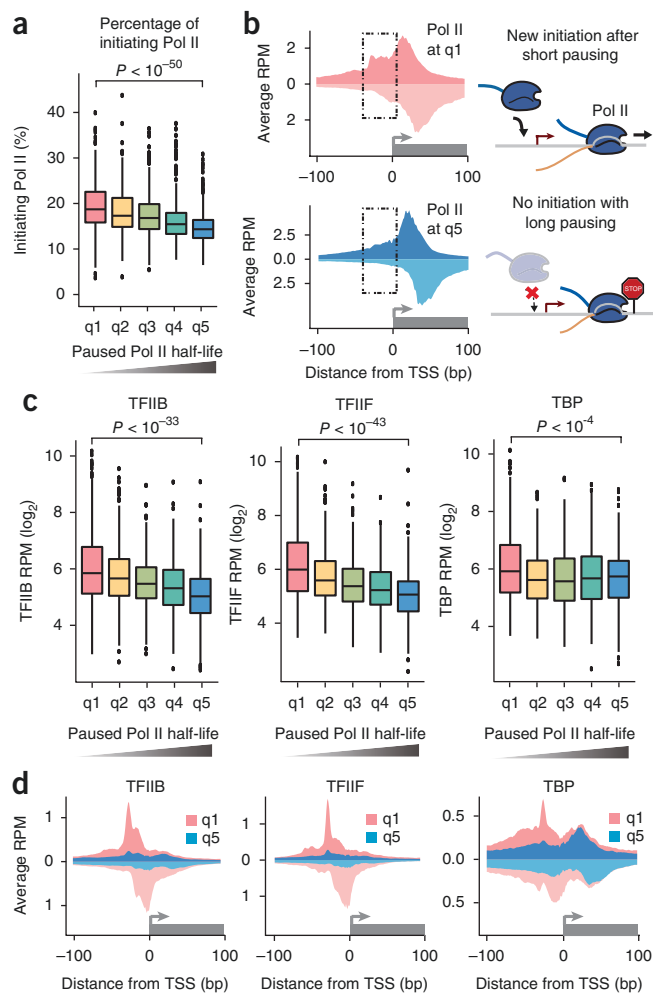 a
Percentage of
initiating Pol II
P < 10⁻⁵⁰
Initiating Pol II (%)
40
30
20
10
0
q1 q2 q3 q4 q5
Paused Pol II half-life
b
Average RPM
2
0
2
Pol II
at q1
−100 0 100
New initiation after
short pausing
Pol II
Average RPM
2.5
0
2.5
Pol II
at q5
−100 0 100
Distance from TSS (bp)
No initiation with
long pausing
STOP
c
TFIIB
P < 10⁻³³
TFIIB RPM (log₂)
10
8
6
4
q1 q2 q3 q4 q5
Paused Pol II half-life
TFIIF
P < 10⁻⁴³
TFIIF RPM (log₂)
10
8
6
4
q1 q2 q3 q4 q5
Paused Pol II half-life
TBP
P < 10⁻⁴
TBP RPM (log₂)
10
8
6
4
q1 q2 q3 q4 q5
Paused Pol II half-life
d
TFIIB
Average RPM
1
0
1
q1
q5
−100 0 100
Distance from TSS (bp)
TFIIF
1
0
1
q1
q5
−100 0 100
Distance from TSS (bp)
TBP
0.5
0.0
0.5
q1
q5
−100 0 100
Distance from TSS (bp)